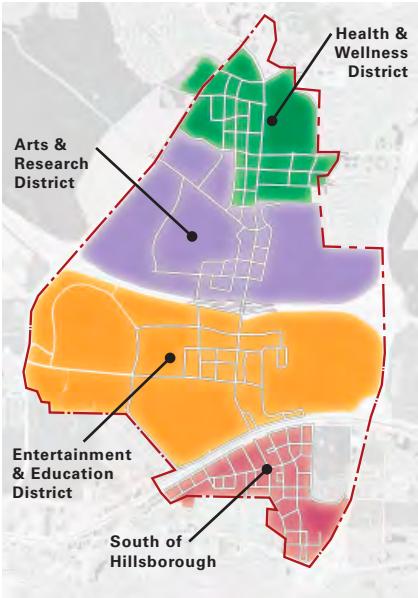 Health &
Wellness
District
Arts &
Research
District
Entertainment
& Education
District
South of
Hillsborough